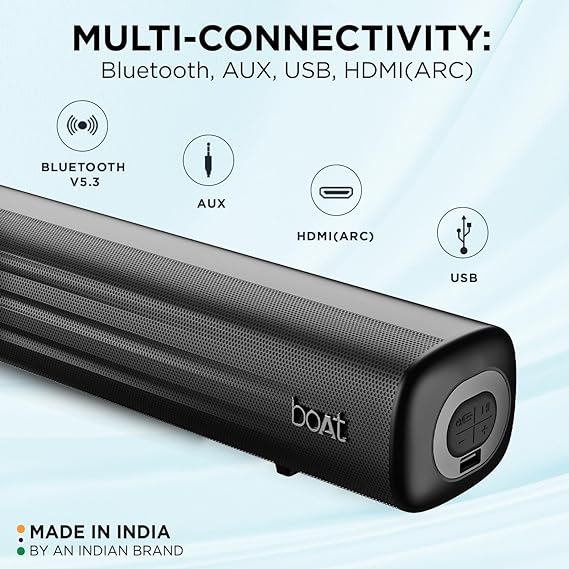 MULTI-CONNECTIVITY:
Bluetooth, AUX, USB, HDMI(ARC)
BLUETOOTH
V5.3
AUX
HDMI(ARC)
USB
boAt
MADE IN INDIA
BY AN INDIAN BRAND